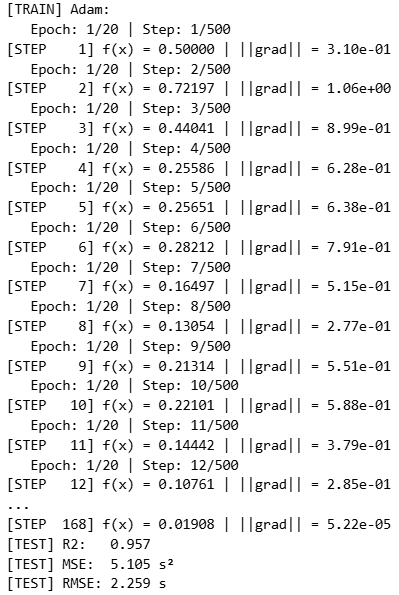 [TRAIN] Adam:
   Epoch: 1/20 | Step: 1/500
[STEP    1] f(x) = 0.50000 | ||grad|| = 3.10e-01
   Epoch: 1/20 | Step: 2/500
[STEP    2] f(x) = 0.72197 | ||grad|| = 1.06e+00
   Epoch: 1/20 | Step: 3/500
[STEP    3] f(x) = 0.44041 | ||grad|| = 8.99e-01
   Epoch: 1/20 | Step: 4/500
[STEP    4] f(x) = 0.25586 | ||grad|| = 6.28e-01
   Epoch: 1/20 | Step: 5/500
[STEP    5] f(x) = 0.25651 | ||grad|| = 6.38e-01
   Epoch: 1/20 | Step: 6/500
[STEP    6] f(x) = 0.28212 | ||grad|| = 7.91e-01
   Epoch: 1/20 | Step: 7/500
[STEP    7] f(x) = 0.16497 | ||grad|| = 5.15e-01
   Epoch: 1/20 | Step: 8/500
[STEP    8] f(x) = 0.13054 | ||grad|| = 2.77e-01
   Epoch: 1/20 | Step: 9/500
[STEP    9] f(x) = 0.21314 | ||grad|| = 5.51e-01
   Epoch: 1/20 | Step: 10/500
[STEP   10] f(x) = 0.22101 | ||grad|| = 5.88e-01
   Epoch: 1/20 | Step: 11/500
[STEP   11] f(x) = 0.14442 | ||grad|| = 3.79e-01
   Epoch: 1/20 | Step: 12/500
[STEP   12] f(x) = 0.10761 | ||grad|| = 2.85e-01
...
[STEP  168] f(x) = 0.01908 | ||grad|| = 5.22e-05
[TEST] R2:   0.957
[TEST] MSE:  5.105 s²
[TEST] RMSE: 2.259 s